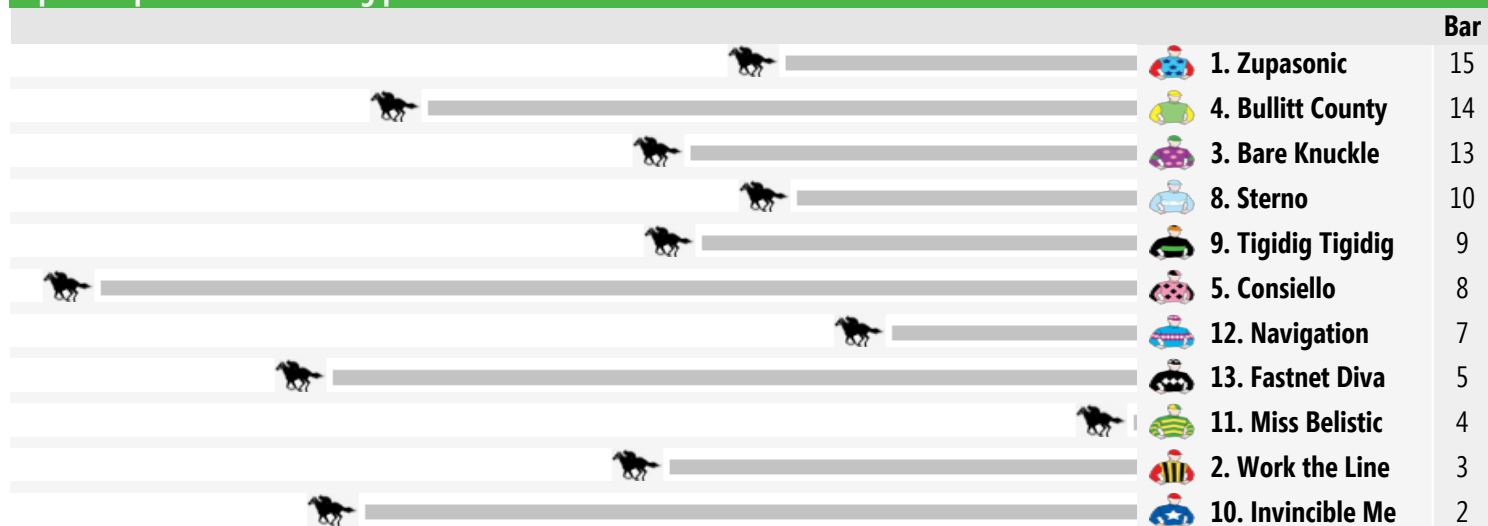 Bar
1. Zupasonic 15
4. Bullitt County 14
3. Bare Knuckle 13
8. Sterno 10
9. Tigidig Tigidig 9
5. Consiello 8
12. Navigation 7
13. Fastnet Diva 5
11. Miss Belistic 4
2. Work the Line 3
10. Invincible Me 2